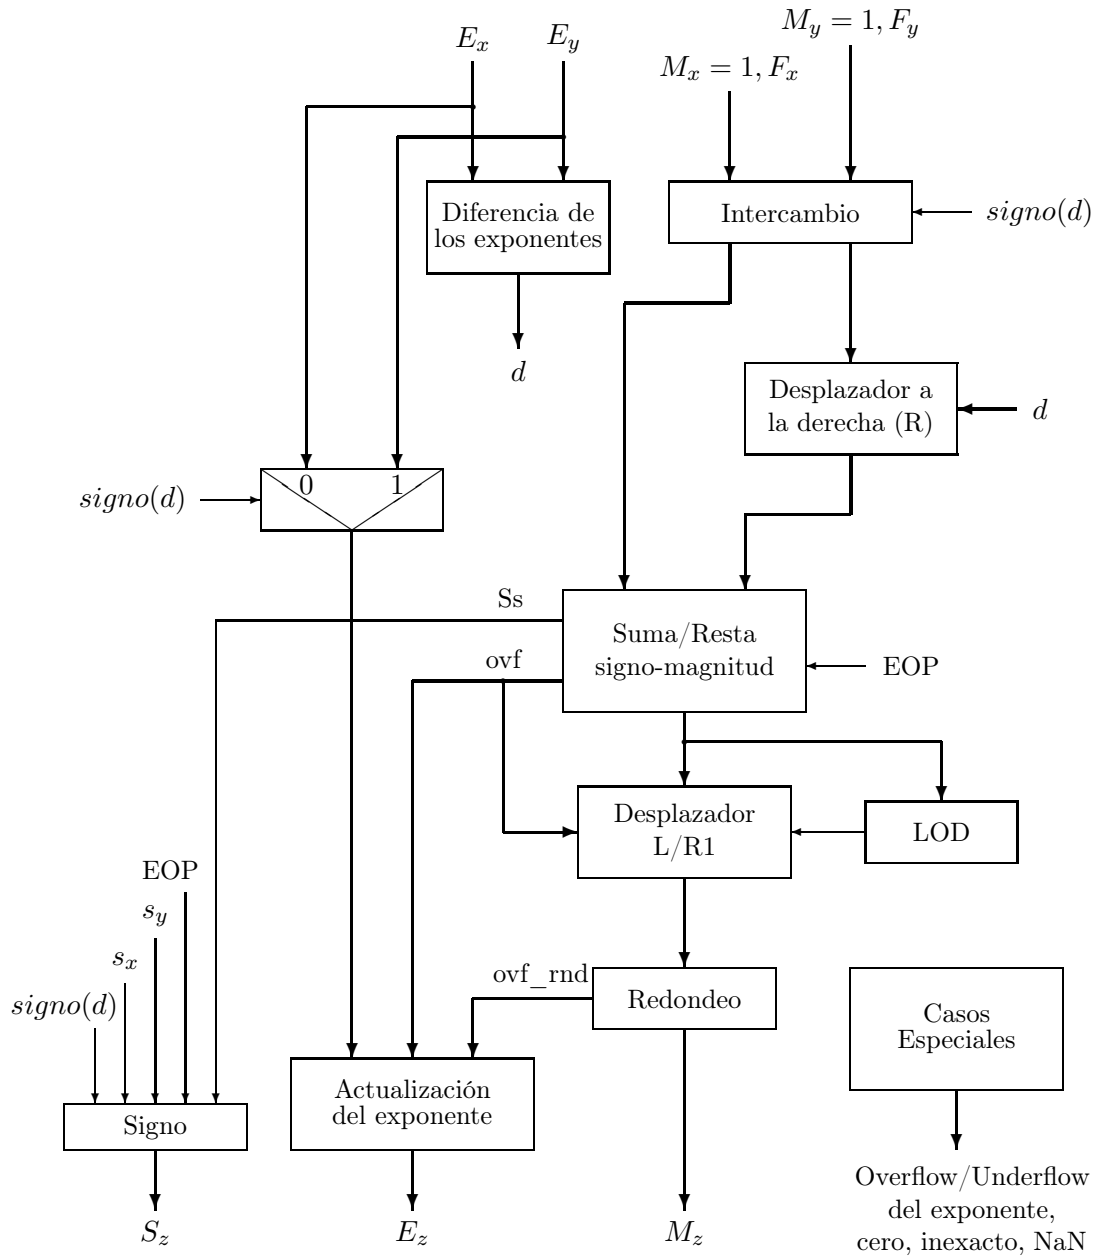 M_y = 1, F_y
E_x
E_y
M_x = 1, F_x
Diferencia de
los exponentes
Intercambio
signo(d)
d
Desplazador a
la derecha (R)
d
signo(d)
0
1
Ss
Suma/Resta
signo-magnitud
EOP
ovf
Desplazador
L/R1
LOD
EOP
s_y
s_x
signo(d)
ovf_rnd
Redondeo
Casos
Especiales
Actualización
del exponente
Signo
S_z
E_z
M_z
Overflow/Underflow
del exponente,
cero, inexacto, NaN